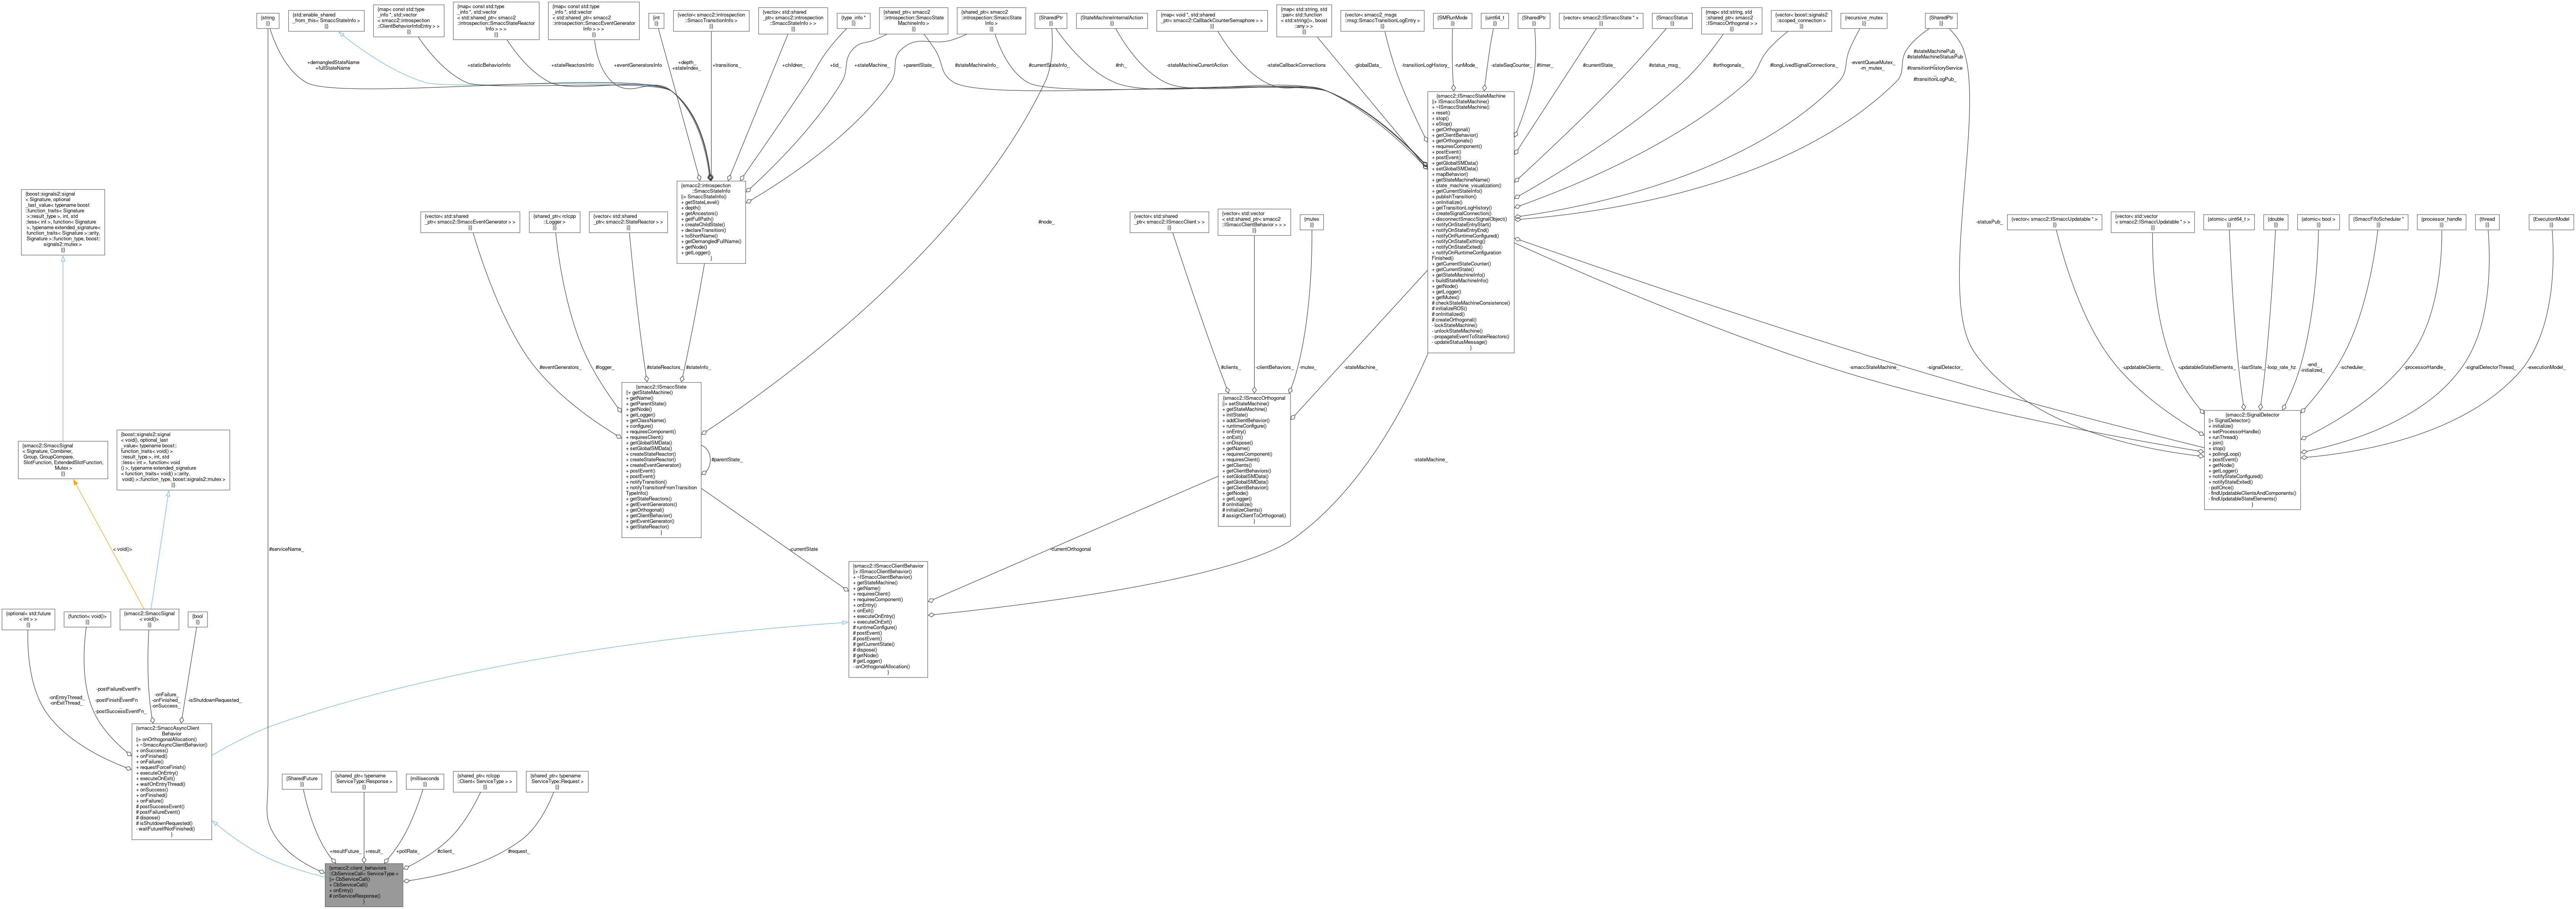 {string
||}
{std::enable_shared
_from_this< SmaccStateInfo >
||}
{map< const std::type
_info *, std::vector
< smacc2::introspection
::ClientBehaviorInfoEntry > >
||}
{map< const std::type
_info *, std::vector
< std::shared_ptr< smacc2
::introspection::SmaccStateReactor
Info > > >
||}
{map< const std::type
_info *, std::vector
< std::shared_ptr< smacc2
::introspection::SmaccEventGenerator
Info > > >
||}
{int
||}
{vector< smacc2::introspection
::SmaccTransitionInfo >
||}
{vector< std::shared
_ptr< smacc2::introspection
::SmaccStateInfo > >
||}
{type_info *
||}
{shared_ptr< smacc2
::introspection::SmaccState
MachineInfo >
||}
{shared_ptr< smacc2
::introspection::SmaccState
Info >
||}
{SharedPtr
||}
{StateMachineInternalAction
||}
{map< void *, std::shared
_ptr< smacc2::CallbackCounterSemaphore > >
||}
{map< std::string, std
::pair< std::function
< std::string()>, boost
::any > >
||}
{vector< smacc2_msgs
::msg::SmaccTransitionLogEntry >
||}
{SMRunMode
||}
{uint64_t
||}
{SharedPtr
||}
{vector< smacc2::ISmaccState * >
||}
{SmaccStatus
||}
{map< std::string, std
::shared_ptr< smacc2
::ISmaccOrthogonal > >
||}
{vector< boost::signals2
::scoped_connection >
||}
{recursive_mutex
||}
{SharedPtr
||}
+demangledStateName
+fullStateName
+staticBehaviorInfo
+stateReactorsInfo
+eventGeneratorsInfo
+depth_
+stateIndex_
+transitions_
+children_
+tid_
+stateMachine_
+parentState_
#stateMachineInfo_
#currentStateInfo_
#nh_
-stateMachineCurrentAction
-stateCallbackConnections
-globalData_
-transitionLogHistory_
-runMode_
-stateSeqCounter_
#timer_
#currentState_
#status_msg_
#orthogonals_
#longLivedSignalConnections_
-eventQueueMutex_
-m_mutex_
#stateMachinePub_
#stateMachineStatusPub
_
#transitionHistoryService
_
#transitionLogPub_
{smacc2::ISmaccStateMachine
||+ ISmaccStateMachine()
+ ~ISmaccStateMachine()
+ reset()
+ stop()
+ eStop()
+ getOrthogonal()
+ getClientBehavior()
+ getOrthogonals()
+ requiresComponent()
+ postEvent()
+ postEvent()
+ getGlobalSMData()
+ setGlobalSMData()
+ mapBehavior()
+ getStateMachineName()
+ state_machine_visualization()
+ getCurrentStateInfo()
+ publishTransition()
+ onInitialize()
+ getTransitionLogHistory()
+ createSignalConnection()
+ disconnectSmaccSignalObject()
+ notifyOnStateEntryStart()
+ notifyOnStateEntryEnd()
+ notifyOnRuntimeConfigured()
+ notifyOnStateExitting()
+ notifyOnStateExited()
+ notifyOnRuntimeConfiguration
Finished()
+ getCurrentStateCounter()
+ getCurrentState()
+ getStateMachineInfo()
+ buildStateMachineInfo()
+ getNode()
+ getLogger()
+ getMutex()
# checkStateMachineConsistence()
# initializeROS()
# onInitialized()
# createOrthogonal()
- lockStateMachine()
- unlockStateMachine()
- propagateEventToStateReactors()
- updateStatusMessage()
}
{smacc2::introspection
::SmaccStateInfo
||+ SmaccStateInfo()
+ getStateLevel()
+ depth()
+ getAncestors()
+ getFullPath()
+ createChildState()
+ declareTransition()
+ toShortName()
+ getDemangledFullName()
+ getNode()
+ getLogger()
}
{boost::signals2::signal
< Signature, optional
_last_value< typename boost
::function_traits< Signature
>::result_type >, int, std
::less< int >, function< Signature
>, typename extended_signature<
function_traits< Signature >::arity,
Signature >::function_type, boost::
signals2::mutex >
||}
{vector< std::shared
_ptr< smacc2::SmaccEventGenerator > >
||}
{shared_ptr< rclcpp
::Logger >
||}
{vector< std::shared
_ptr< smacc2::StateReactor > >
||}
#node_
{vector< std::shared
_ptr< smacc2::ISmaccClient > >
||}
{vector< std::vector
< std::shared_ptr< smacc2
::ISmaccClientBehavior > > >
||}
{mutex
||}
-statusPub_
{vector< smacc2::ISmaccUpdatable * >
||}
{vector< std::vector
< smacc2::ISmaccUpdatable * > >
||}
{atomic< uint64_t >
||}
{double
||}
{atomic< bool >
||}
{SmaccFifoScheduler *
||}
{processor_handle
||}
{thread
||}
{ExecutionModel
||}
#eventGenerators_
#logger_
#stateReactors_
#stateInfo_
#clients_
-clientBehaviors_
-mutex_
-stateMachine_
-smaccStateMachine_
-signalDetector_
-updatableClients_
-updatableStateElements_
-lastState_
-loop_rate_hz
-end_
-initialized_
-scheduler_
-processorHandle_
-signalDetectorThread_
-executionModel_
{smacc2::ISmaccState
||+ getStateMachine()
+ getName()
+ getParentState()
+ getNode()
+ getLogger()
+ getClassName()
+ configure()
+ requiresComponent()
+ requiresClient()
+ getGlobalSMData()
+ setGlobalSMData()
+ createStateReactor()
+ createStateReactor()
+ createEventGenerator()
+ postEvent()
+ postEvent()
+ notifyTransition()
+ notifyTransitionFromTransition
TypeInfo()
+ getStateReactors()
+ getEventGenerators()
+ getOrthogonal()
+ getClientBehavior()
+ getEventGenerator()
+ getStateReactor()
}
#parentState_
{smacc2::ISmaccOrthogonal
||+ setStateMachine()
+ getStateMachine()
+ initState()
+ addClientBehavior()
+ runtimeConfigure()
+ onEntry()
+ onExit()
+ onDispose()
+ getName()
+ requiresComponent()
+ requiresClient()
+ getClients()
+ getClientBehaviors()
+ setGlobalSMData()
+ getGlobalSMData()
+ getClientBehavior()
+ getNode()
+ getLogger()
# onInitialize()
# initializeClients()
# assignClientToOrthogonal()
}
-stateMachine_
{smacc2::SignalDetector
||+ SignalDetector()
+ initialize()
+ setProcessorHandle()
+ runThread()
+ join()
+ stop()
+ pollingLoop()
+ postEvent()
+ getNode()
+ getLogger()
+ notifyStateConfigured()
+ notifyStateExited()
- pollOnce()
- findUpdatableClientsAndComponents()
- findUpdatableStateElements()
}
{smacc2::SmaccSignal
< Signature, Combiner,
Group, GroupCompare,
SlotFunction, ExtendedSlotFunction,
Mutex >
||}
{boost::signals2::signal
< void(), optional_last
_value< typename boost::
function_traits< void() >
::result_type >, int, std
::less< int >, function< void
() >, typename extended_signature
< function_traits< void() >::arity,
void() >::function_type, boost::signals2::mutex >
||}
< void()>
#serviceName_
-currentState
-currentOrthogonal
{smacc2::ISmaccClientBehavior
||+ ISmaccClientBehavior()
+ ~ISmaccClientBehavior()
+ getStateMachine()
+ getName()
+ requiresClient()
+ requiresComponent()
+ onEntry()
+ onExit()
+ executeOnEntry()
+ executeOnExit()
# runtimeConfigure()
# postEvent()
# postEvent()
# getCurrentState()
# dispose()
# getNode()
# getLogger()
- onOrthogonalAllocation()
}
{optional< std::future
< int > >
||}
{function< void()>
||}
{smacc2::SmaccSignal
< void()>
||}
{bool
||}
-onEntryThread_
-onExitThread_
-postFailureEventFn
_
-postFinishEventFn
_
-postSuccessEventFn_
-onFailure_
-onFinished_
-onSuccess_
-isShutdownRequested_
{smacc2::SmaccAsyncClient
Behavior
||+ onOrthogonalAllocation()
+ ~SmaccAsyncClientBehavior()
+ onSuccess()
+ onFinished()
+ onFailure()
+ requestForceFinish()
+ executeOnEntry()
+ executeOnExit()
+ waitOnEntryThread()
+ onSuccess()
+ onFinished()
+ onFailure()
# postSuccessEvent()
# postFailureEvent()
# dispose()
# isShutdownRequested()
- waitFutureIfNotFinished()
}
{SharedFuture
||}
{shared_ptr< typename
ServiceType::Response >
||}
{milliseconds
||}
{shared_ptr< rclcpp
::Client< ServiceType > >
||}
{shared_ptr< typename
ServiceType::Request >
||}
+resultFuture_
+result_
+pollRate_
#client_
#request_
{smacc2::client_behaviors
::CbServiceCall< ServiceType >
||+ CbServiceCall()
+ CbServiceCall()
+ onEntry()
# onServiceResponse()
}